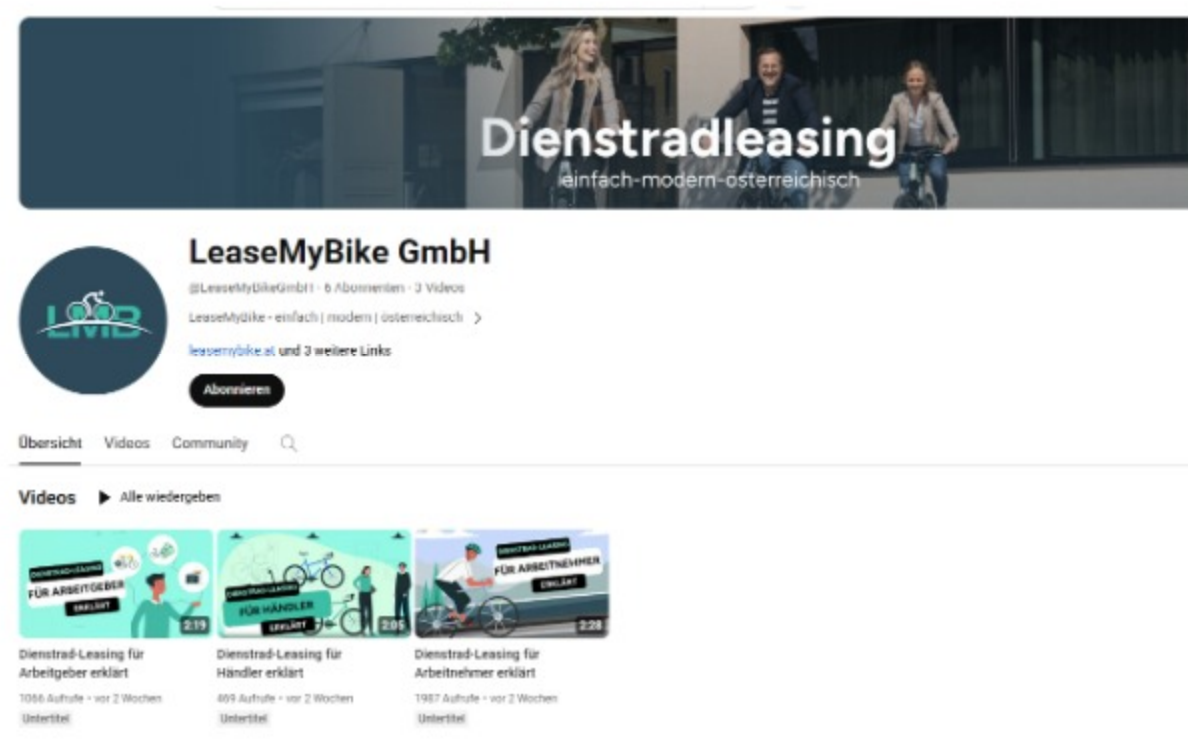 Dienstradleasing
einfach-modern-österreichisch
LMB
LeaseMyBike GmbH
@LeaseMyBikeGmbH · 6 Abonnenten · 3 Videos
LeaseMyBike - einfach | modern | österreichisch >
leasemybike.at und 3 weitere Links
Abonnieren
Übersicht Videos Community
Videos Alle wiedergeben
DIENSTRAD-LEASING
FÜR ARBEITGEBER
ERKLÄRT
2:19
DIENSTRAD-LEASING
FÜR HÄNDLER
ERKLÄRT
2:05
DIENSTRAD-LEASING
FÜR ARBEITNEHMER
ERKLÄRT
2:28
Dienstrad-Leasing für
Arbeitgeber erklärt
1066 Aufrufe • vor 2 Wochen
Untertitel
Dienstrad-Leasing für
Händler erklärt
469 Aufrufe • vor 2 Wochen
Untertitel
Dienstrad-Leasing für
Arbeitnehmer erklärt
1987 Aufrufe • vor 2 Wochen
Untertitel